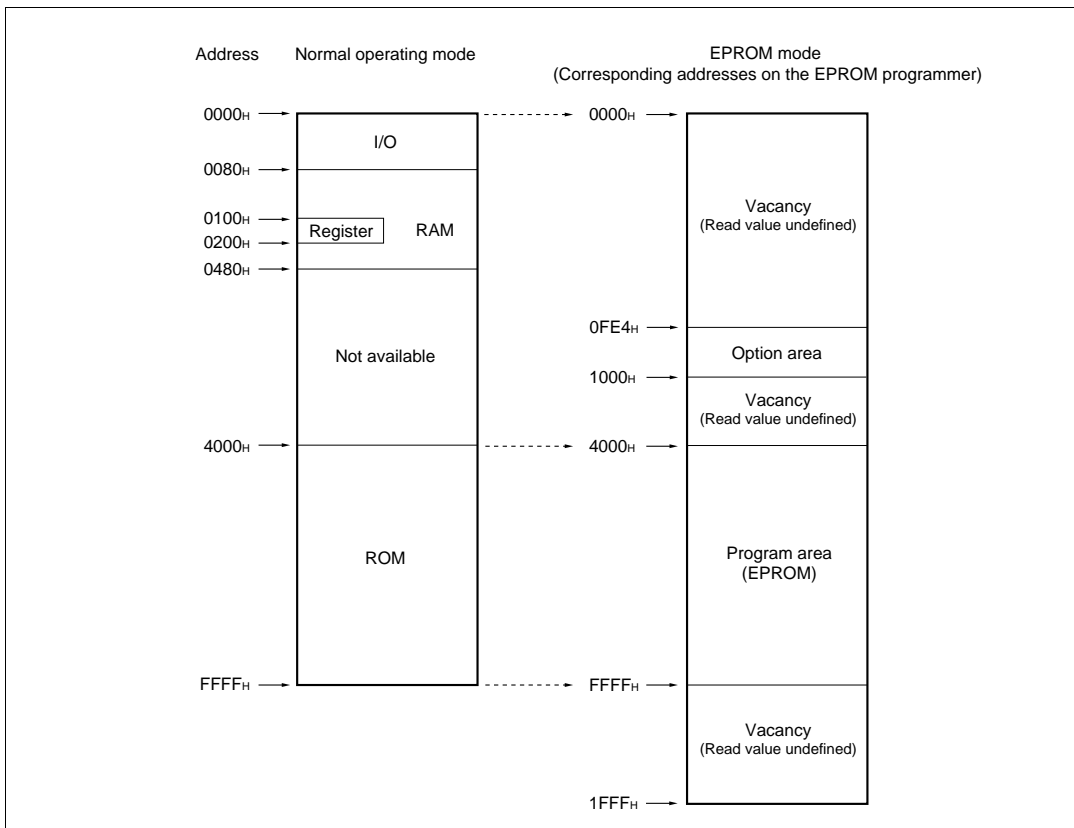 Address
Normal operating mode
EPROM mode
(Corresponding addresses on the EPROM programmer)
0000H
I/O
0080H
0100H
Register
RAM
0200H
0480H
Not available
4000H
ROM
FFFFH
0000H
Vacancy
(Read value undefined)
0FE4H
Option area
1000H
Vacancy
(Read value undefined)
4000H
Program area
(EPROM)
FFFFH
Vacancy
(Read value undefined)
1FFFH